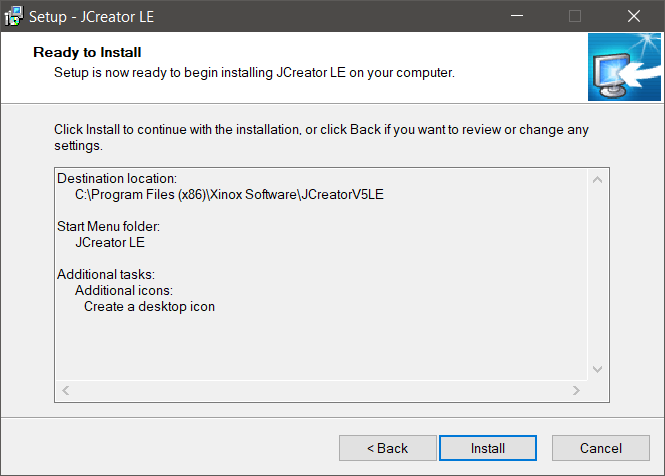 Setup - JCreator LE
Ready to Install
Setup is now ready to begin installing JCreator LE on your computer.
Click Install to continue with the installation, or click Back if you want to review or change any
settings.
Destination location:
C:\Program Files (x86)\Xinox Software\JCreatorV5LE
Start Menu folder:
JCreator LE
Additional tasks:
Additional icons:
Create a desktop icon
< Back
Install
Cancel